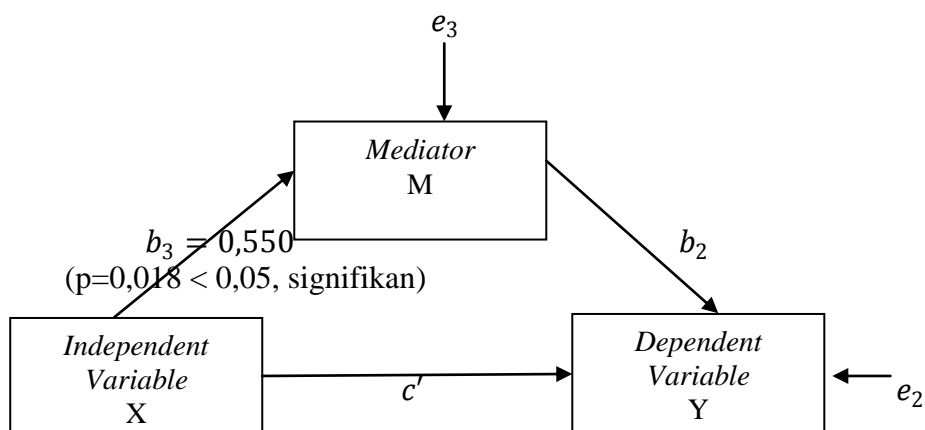 e₃
Mediator
M
b₃ = 0,550
(p=0,018 < 0,05, signifikan)
b₂
Independent
Variable
X
c′
Dependent
Variable
Y
e₂